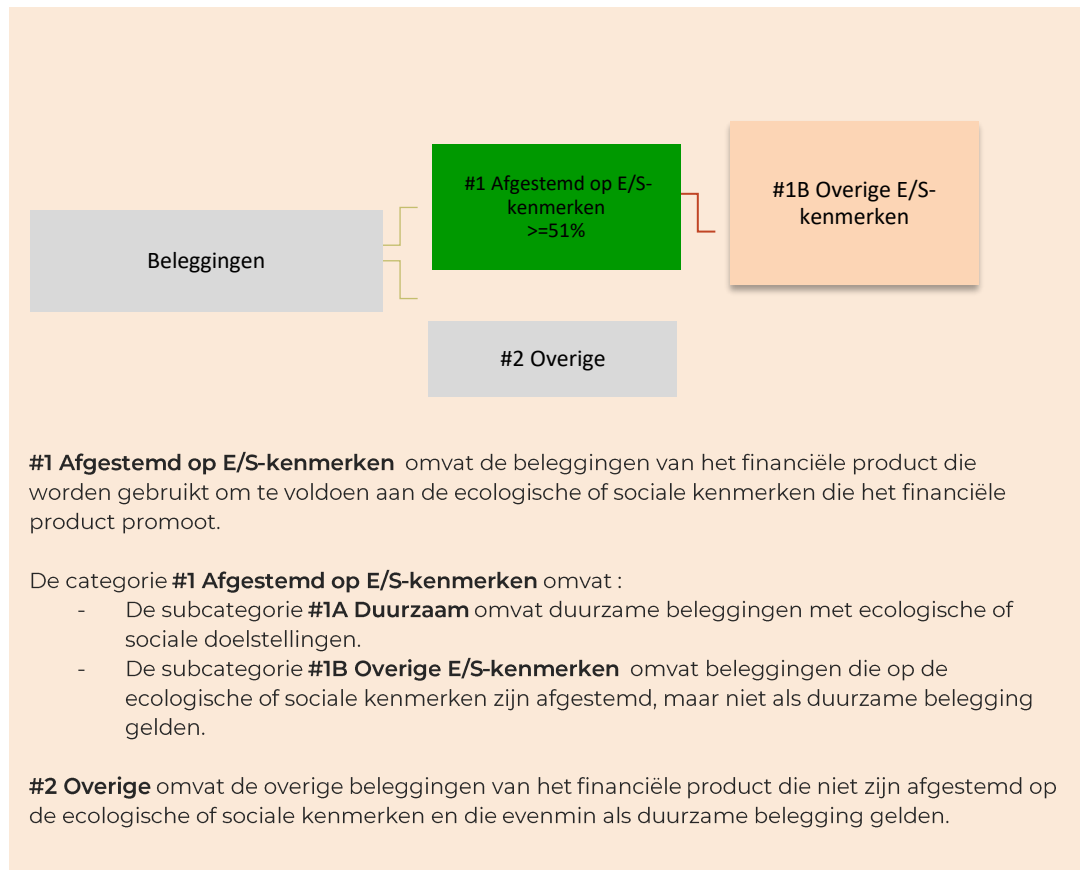 #1 Afgestemd op E/S-
kenmerken
>=51%
#1B Overige E/S-
kenmerken
Beleggingen
#2 Overige
#1 Afgestemd op E/S-kenmerken omvat de beleggingen van het financiële product die
worden gebruikt om te voldoen aan de ecologische of sociale kenmerken die het financiële
product promoot.
De categorie #1 Afgestemd op E/S-kenmerken omvat :
- De subcategorie #1A Duurzaam omvat duurzame beleggingen met ecologische of
sociale doelstellingen.
- De subcategorie #1B Overige E/S-kenmerken omvat beleggingen die op de
ecologische of sociale kenmerken zijn afgestemd, maar niet als duurzame belegging
gelden.
#2 Overige omvat de overige beleggingen van het financiële product die niet zijn afgestemd op
de ecologische of sociale kenmerken en die evenmin als duurzame belegging gelden.